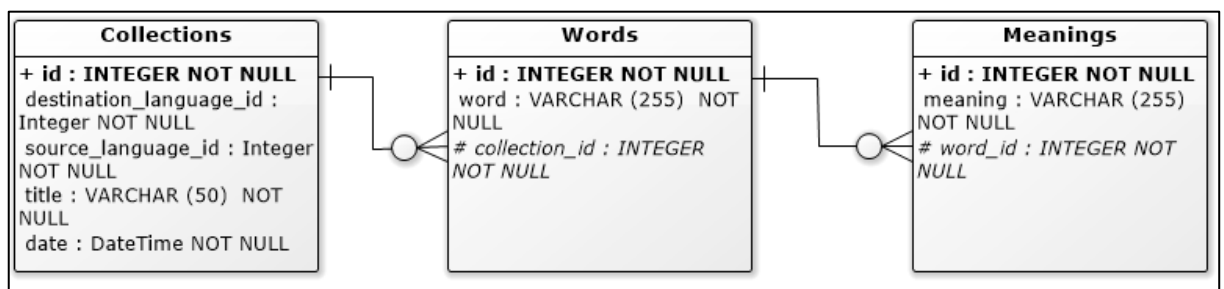 Collections
+ id : INTEGER NOT NULL
destination_language_id :
Integer NOT NULL
source_language_id : Integer
NOT NULL
title : VARCHAR (50) NOT
NULL
date : DateTime NOT NULL
Words
+ id : INTEGER NOT NULL
word : VARCHAR (255) NOT
NULL
# collection_id : INTEGER
NOT NULL
Meanings
+ id : INTEGER NOT NULL
meaning : VARCHAR (255)
NOT NULL
# word_id : INTEGER NOT
NULL